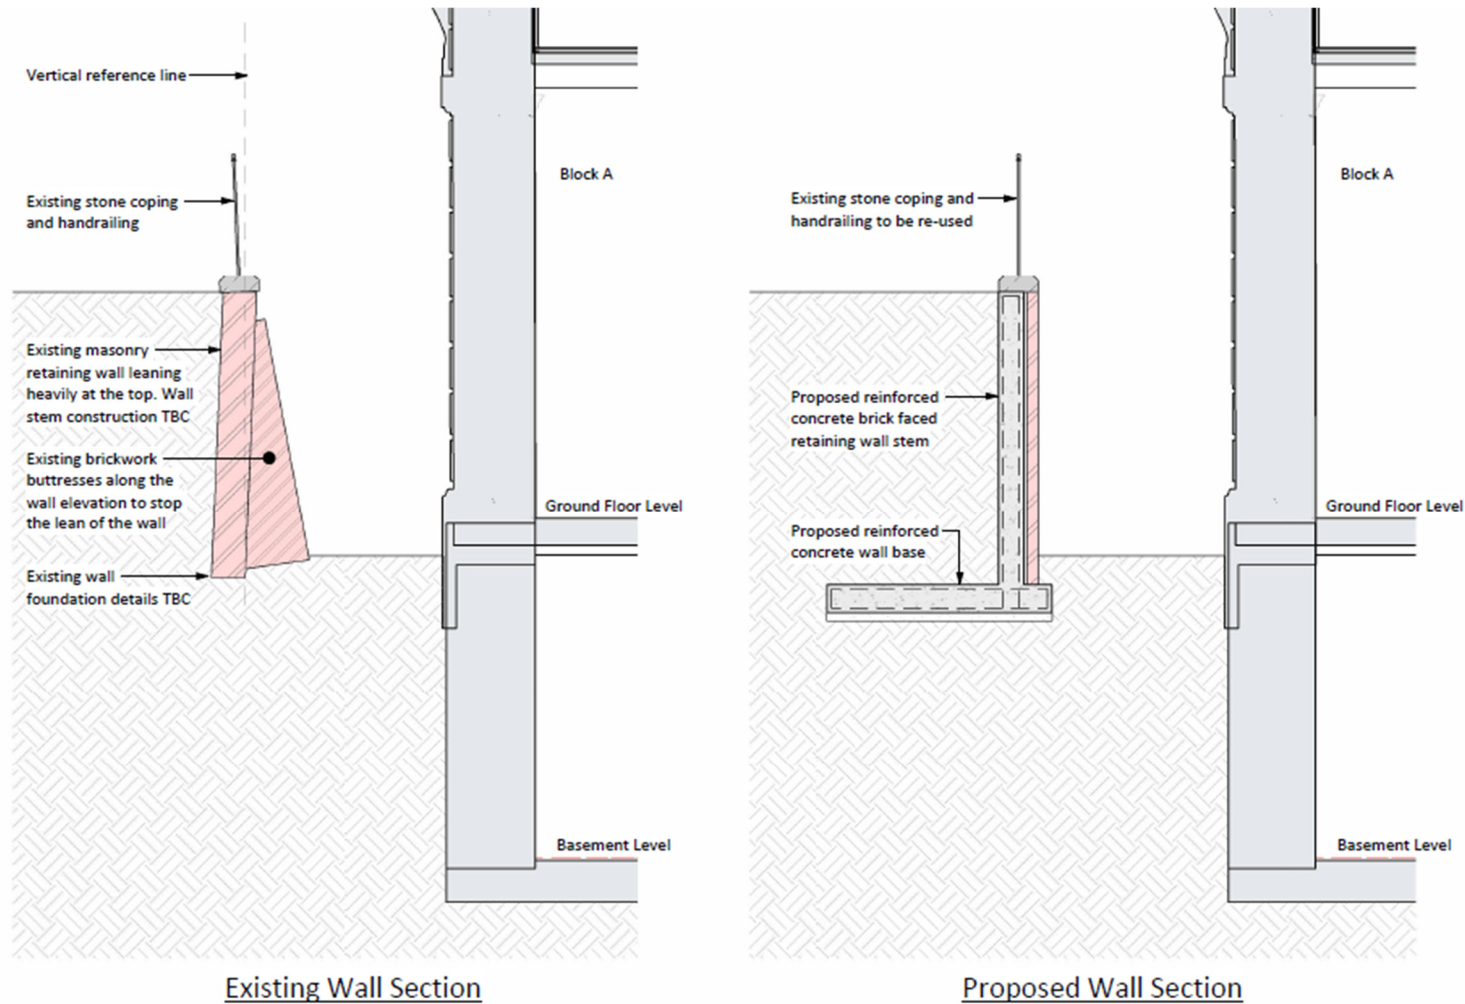 Vertical reference line
Existing stone coping
and handrailing
Block A
Existing masonry
retaining wall leaning
heavily at the top. Wall
stem construction TBC
Existing brickwork
buttresses along the
wall elevation to stop
the lean of the wall
Ground Floor Level
Existing wall
foundation details TBC
Basement Level
Existing Wall Section
Block A
Existing stone coping and
handrailing to be re-used
Proposed reinforced
concrete brick faced
retaining wall stem
Ground Floor Level
Proposed reinforced
concrete wall base
Basement Level
Proposed Wall Section